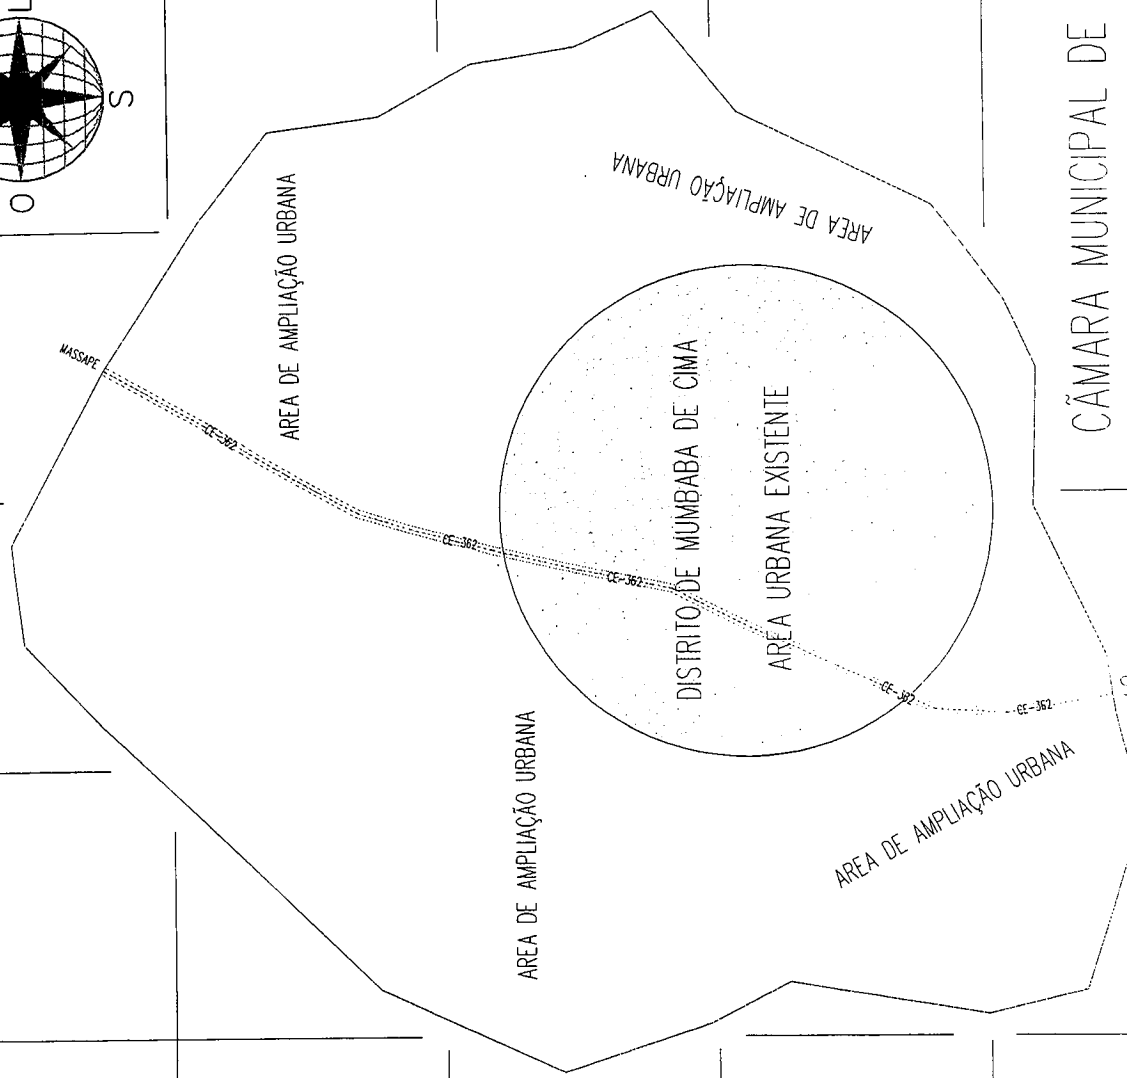 L
O
S
MASSAPE
CE-362
AREA DE AMPLIAÇÃO URBANA
AREA DE AMPLIAÇÃO URBANA
CE-362
CE-362
DISTRITO DE MUMBABA DE CIMA
AREA URBANA EXISTENTE
CE-362
CE-362
AREA DE AMPLIAÇÃO URBANA
AREA DE AMPLIAÇÃO URBANA
CÂMARA MUNICIPAL DE